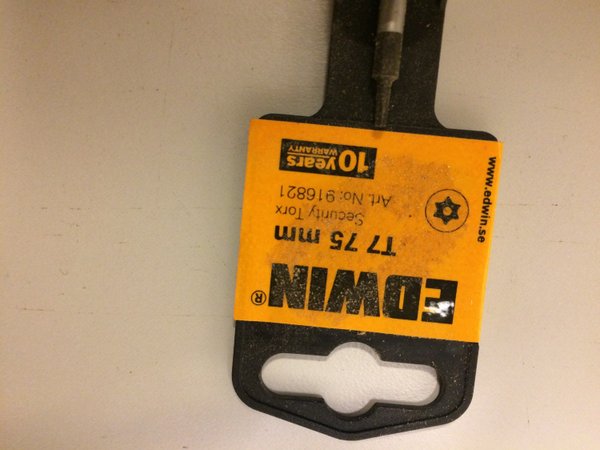 EDWIN®
T7 75 mm
Security Torx
Art. No: 916821
10 years
WARRANTY
www.edwin.se